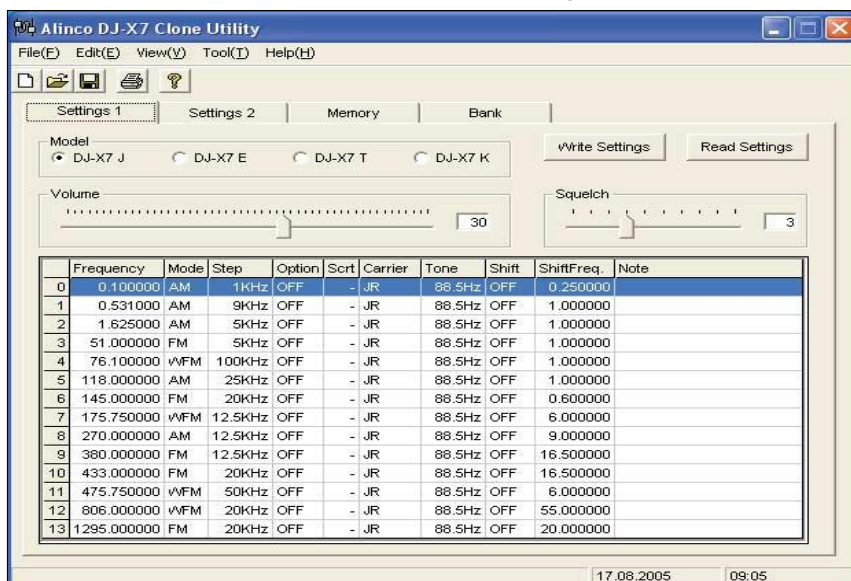 Alinco DJ-X7 Clone Utility
File(F) Edit(E) View(V) Tool(T) Help(H)
Settings 1 Settings 2 Memory Bank
Model
DJ-X7 J DJ-X7 E DJ-X7 T DJ-X7 K Write Settings Read Settings
Volume Squelch
30 3
Frequency Mode Step Option Scrt Carrier Tone Shift ShiftFreq. Note
0 0.100000 AM 1KHz OFF - JR 88.5Hz OFF 0.250000
1 0.531000 AM 9KHz OFF - JR 88.5Hz OFF 1.000000
2 1.625000 AM 5KHz OFF - JR 88.5Hz OFF 1.000000
3 51.000000 FM 5KHz OFF - JR 88.5Hz OFF 1.000000
4 76.100000 WFM 100KHz OFF - JR 88.5Hz OFF 1.000000
5 118.000000 AM 25KHz OFF - JR 88.5Hz OFF 1.000000
6 145.000000 FM 20KHz OFF - JR 88.5Hz OFF 0.600000
7 175.750000 WFM 12.5KHz OFF - JR 88.5Hz OFF 6.000000
8 270.000000 AM 12.5KHz OFF - JR 88.5Hz OFF 9.000000
9 380.000000 FM 12.5KHz OFF - JR 88.5Hz OFF 16.500000
10 433.000000 FM 20KHz OFF - JR 88.5Hz OFF 16.500000
11 475.750000 WFM 50KHz OFF - JR 88.5Hz OFF 6.000000
12 806.000000 WFM 20KHz OFF - JR 88.5Hz OFF 55.000000
13 1295.000000 FM 20KHz OFF - JR 88.5Hz OFF 20.000000
17.08.2005 09:05